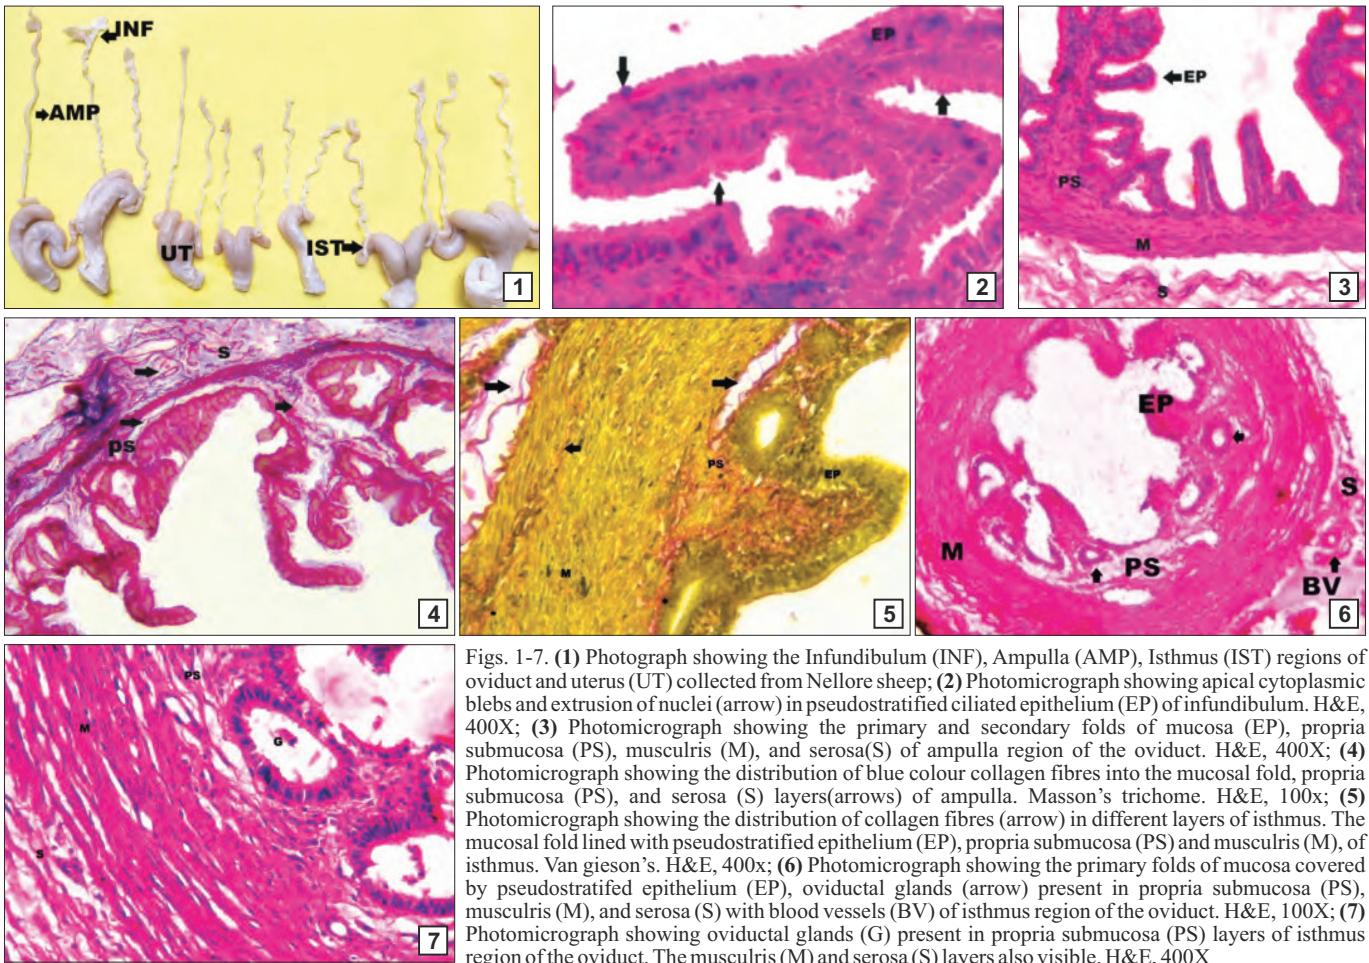 INF
AMP
UT
IST
1
EP
2
EP
PS
M
S
3
S
ps
4
PS
EP
M
5
EP
S
M
PS
BV
6
PS
M
G
S
7
Figs. 1-7. (1) Photograph showing the Infundibulum (INF), Ampulla (AMP), Isthmus (IST) regions of
oviduct and uterus (UT) collected from Nellore sheep; (2) Photomicrograph showing apical cytoplasmic
blebs and extrusion of nuclei (arrow) in pseudostratified ciliated epithelium (EP) of infundibulum. H&E,
400X; (3) Photomicrograph showing the primary and secondary folds of mucosa (EP), propria
submucosa (PS), musculris (M), and serosa(S) of ampulla region of the oviduct. H&E, 400X; (4)
Photomicrograph showing the distribution of blue colour collagen fibres into the mucosal fold, propria
submucosa (PS), and serosa (S) layers(arrows) of ampulla. Masson's trichome. H&E, 100x; (5)
Photomicrograph showing the distribution of collagen fibres (arrow) in different layers of isthmus. The
mucosal fold lined with pseudostratified epithelium (EP), propria submucosa (PS) and musculris (M), of
isthmus. Van gieson's. H&E, 400x; (6) Photomicrograph showing the primary folds of mucosa covered
by pseudostratifed epithelium (EP), oviductal glands (arrow) present in propria submucosa (PS),
musculris (M), and serosa (S) with blood vessels (BV) of isthmus region of the oviduct. H&E, 100X; (7)
Photomicrograph showing oviductal glands (G) present in propria submucosa (PS) layers of isthmus
region of the oviduct. The musculris (M) and serosa (S) layers also visible. H&E, 400X